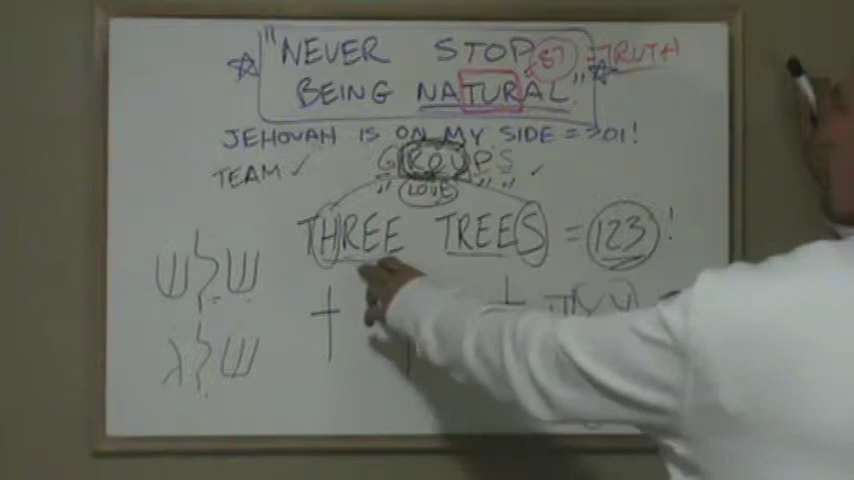 "NEVER STOP 87 = TRUTH
BEING NATURAL"
JEHOVAH IS ON MY SIDE = 201!
TEAM ✓ GROUPS ✓
LOVE
THREE TREES = 123!
שלש
שלג